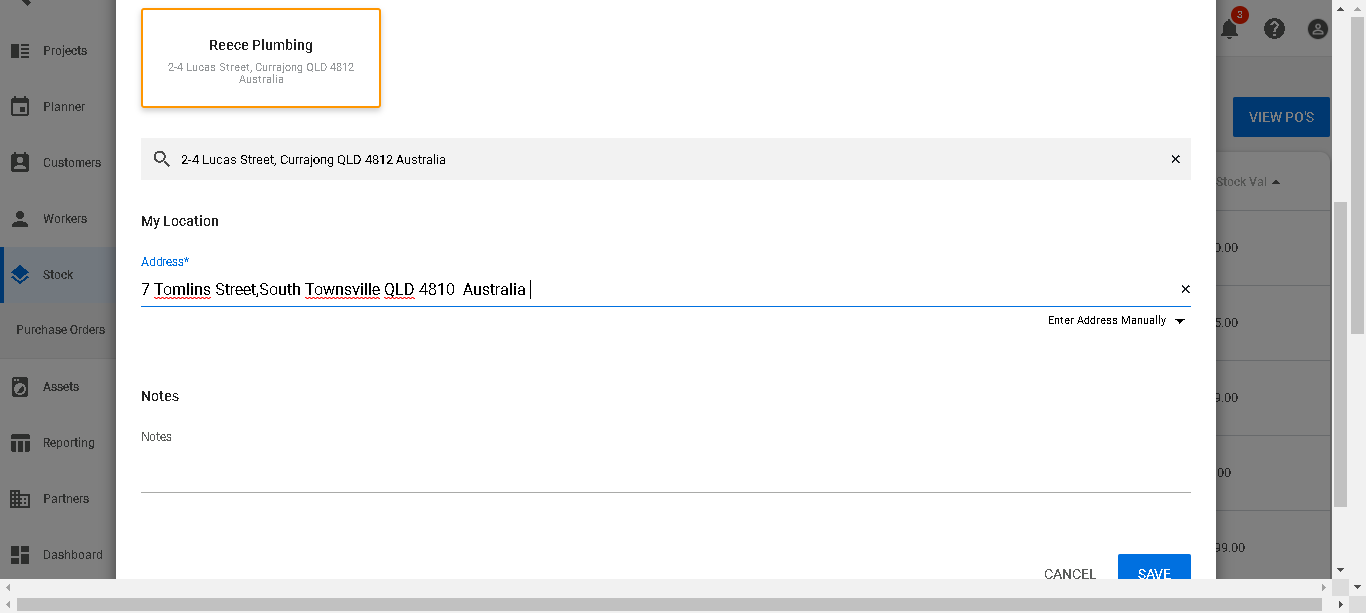 3
Projects
Planner
Customers
Workers
Stock
Purchase Orders
Assets
Reporting
Partners
Dashboard
Reece Plumbing
2-4 Lucas Street, Currajong QLD 4812
Australia
2-4 Lucas Street, Currajong QLD 4812 Australia
My Location
Address*
7 Tomlins Street,South Townsville QLD 4810  Australia
Enter Address Manually
Notes
Notes
CANCEL
SAVE
VIEW PO'S
Stock Val
.00
.00
.00
00
99.00